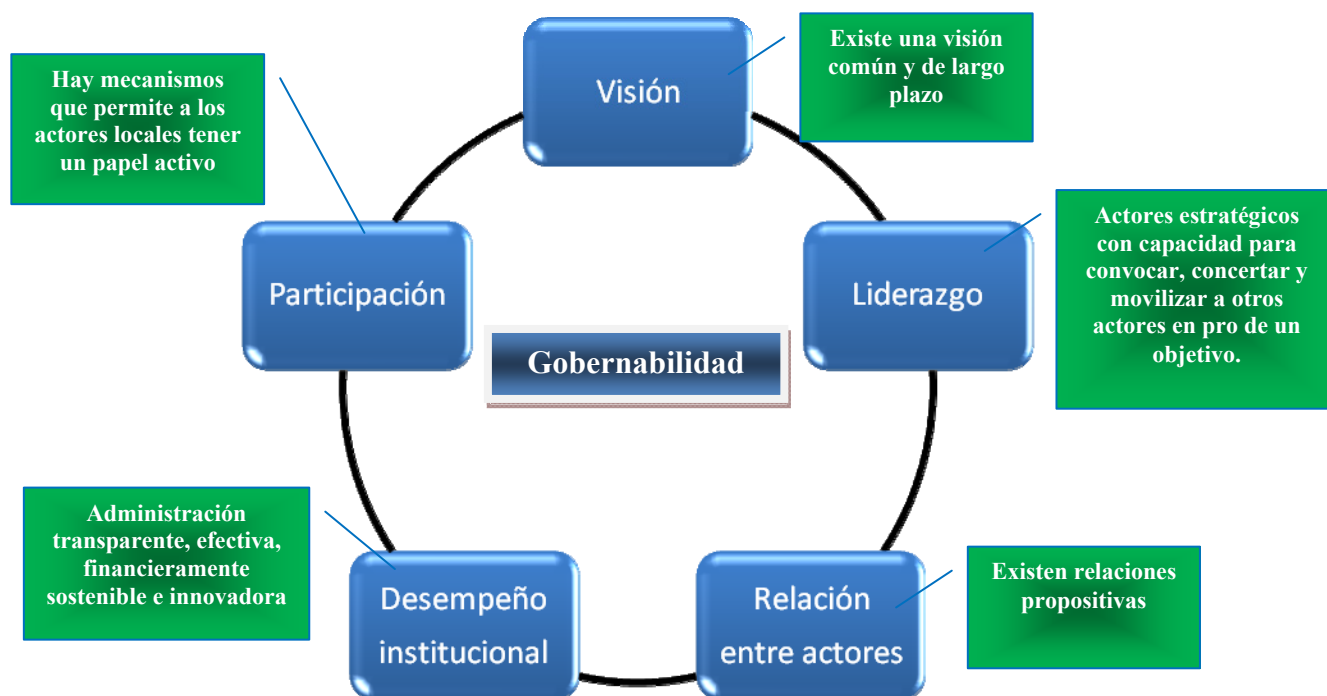 Visión
Existe una visión
común y de largo
plazo
Hay mecanismos
que permite a los
actores locales tener
un papel activo
Participación
Liderazgo
Actores estratégicos
con capacidad para
convocar, concertar y
movilizar a otros
actores en pro de un
objetivo.
Gobernabilidad
Administración
transparente, efectiva,
financieramente
sostenible e innovadora
Desempeño
institucional
Relación
entre actores
Existen relaciones
propositivas